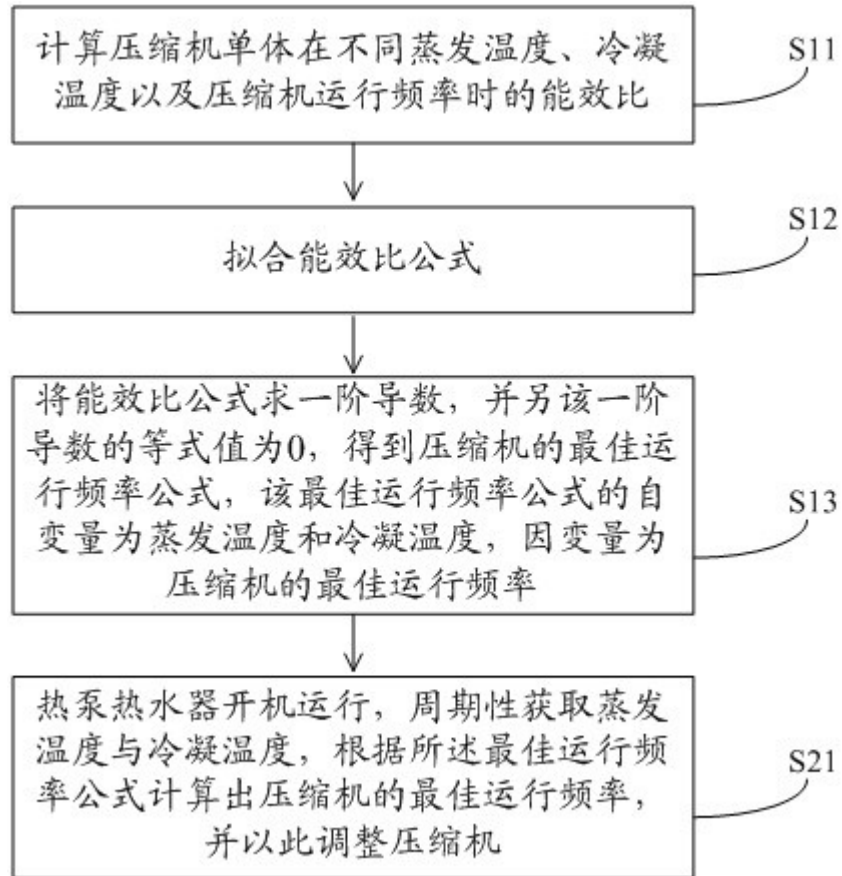 计算压缩机单体在不同蒸发温度、冷凝
温度以及压缩机运行频率时的能效比
S11
拟合能效比公式
S12
将能效比公式求一阶导数，并另该一阶
导数的等式值为0，得到压缩机的最佳运
行频率公式，该最佳运行频率公式的自
变量为蒸发温度和冷凝温度，因变量为
压缩机的最佳运行频率
S13
热泵热水器开机运行，周期性获取蒸发
温度与冷凝温度，根据所述最佳运行频
率公式计算出压缩机的最佳运行频率，
并以此调整压缩机
S21